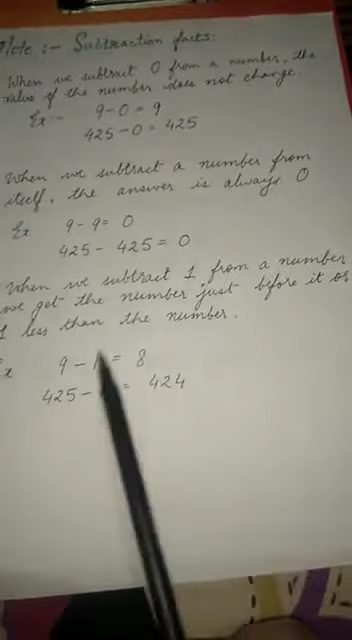 Note :- Subtraction facts:
When we subtract 0 from a number, the
value of the number does not change.
Ex:- 9-0 = 9
425-0 = 425
When we subtract a number from
itself, the answer is always 0
Ex 9-9= 0
425- 425 = 0
When we subtract 1 from a number
we get the number just before it or
1 less than the number.
Ex 9-1 = 8
425- = 424